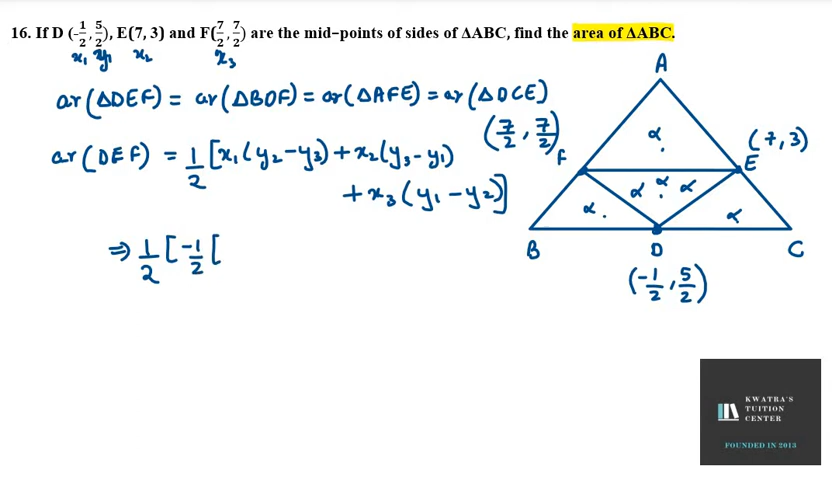 16. If D (-1/2, 5/2), E(7, 3) and F(7/2, 7/2) are the mid-points of sides of ΔABC, find the area of ΔABC.
x₁ y₁ x₂ x₃
ar(ΔDEF) = ar(ΔBDF) = ar(ΔAFE) = ar(ΔDCE)
ar(DEF) = 1/2 [x₁(y₂-y₃)+x₂(y₃-y₁)
+x₃(y₁-y₂)]
⇒ 1/2 [-1/2 [
A
(7/2, 7/2)
F
α.
(7,3)
E
α α α
α.
α
B
D
C
(-1/2, 5/2)
KWATRA'S
TUITION
CENTER
FOUNDED IN 2013